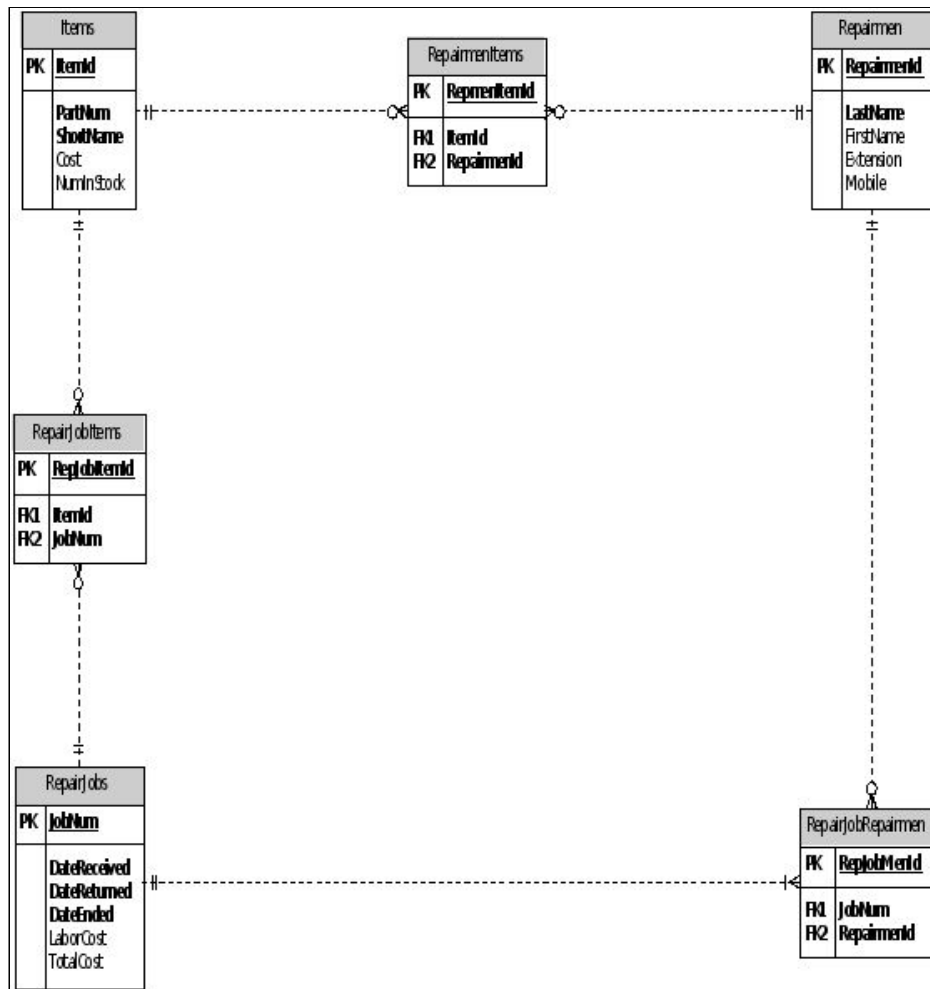 Items
PK ItemId
PartNum
ShortName
Cost
NumInStock
RepairmenItems
PK RepmenItemId
FK1 ItemId
FK2 RepairmenId
Repairmen
PK RepairmenId
LastName
FirstName
Extension
Mobile
RepairJobItems
PK RepJobItemId
FK1 ItemId
FK2 JobNum
RepairJobs
PK JobNum
DateReceived
DateReturned
DateEnded
LaborCost
TotalCost
RepairJobRepairmen
PK RepJobMenId
FK1 JobNum
FK2 RepairmenId